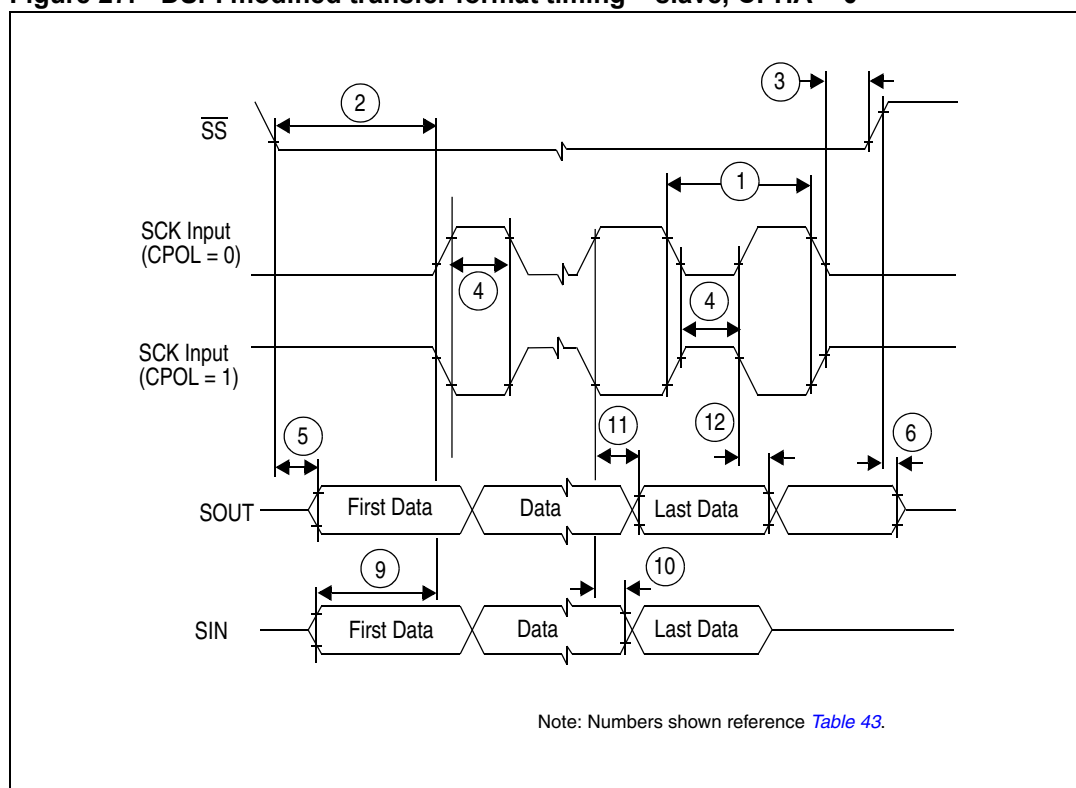 2
3
SS
1
SCK Input
(CPOL = 0)
4
4
SCK Input
(CPOL = 1)
5
11
12
6
SOUT
First Data
Data
Last Data
9
10
SIN
First Data
Data
Last Data
Note: Numbers shown reference Table 43.